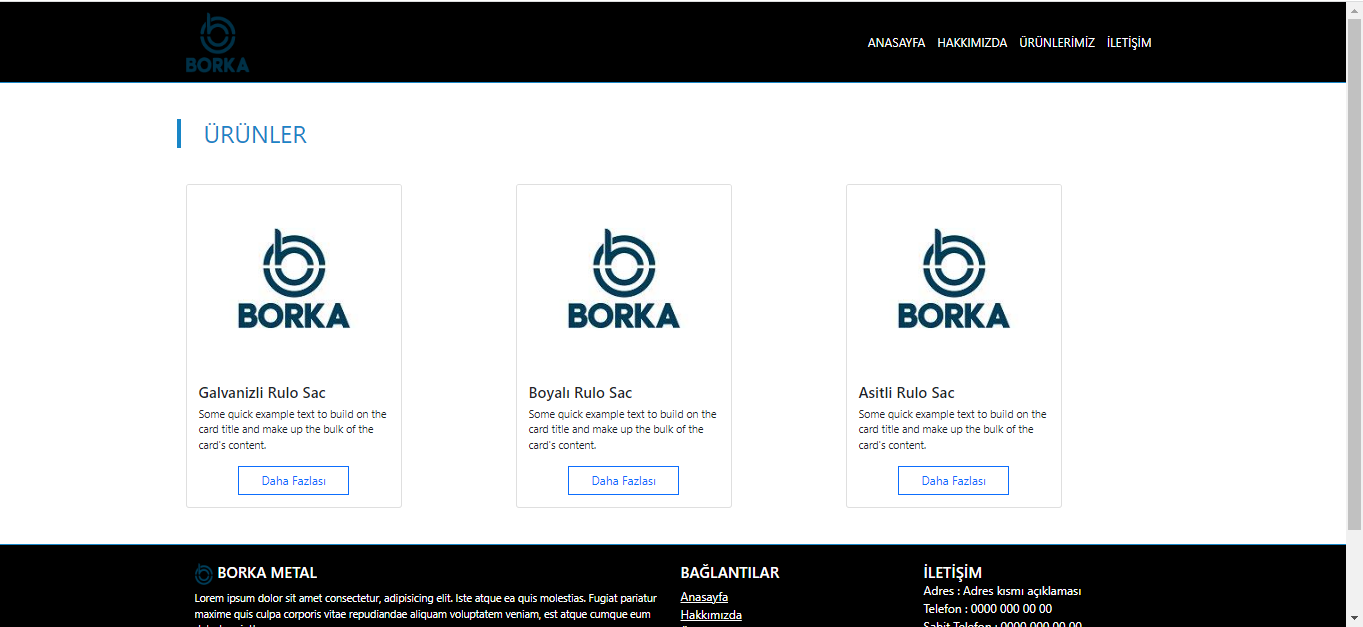 BORKA
ANASAYFA HAKKIMIZDA ÜRÜNLERİMİZ İLETİŞİM
ÜRÜNLER
BORKA
Galvanizli Rulo Sac
Some quick example text to build on the
card title and make up the bulk of the
card's content.
Daha Fazlası
BORKA
Boyalı Rulo Sac
Some quick example text to build on the
card title and make up the bulk of the
card's content.
Daha Fazlası
BORKA
Asitli Rulo Sac
Some quick example text to build on the
card title and make up the bulk of the
card's content.
Daha Fazlası
BORKA METAL
Lorem ipsum dolor sit amet consectetur, adipisicing elit. Iste atque ea quis molestias. Fugiat pariatur
maxime quis culpa corporis vitae repudiandae aliquam voluptatem veniam, est atque cumque eum
BAĞLANTILAR
Anasayfa
Hakkımızda
İLETİŞİM
Adres : Adres kısmı açıklaması
Telefon : 0000 000 00 00
Sabit Telefon : 0000 000 00 00